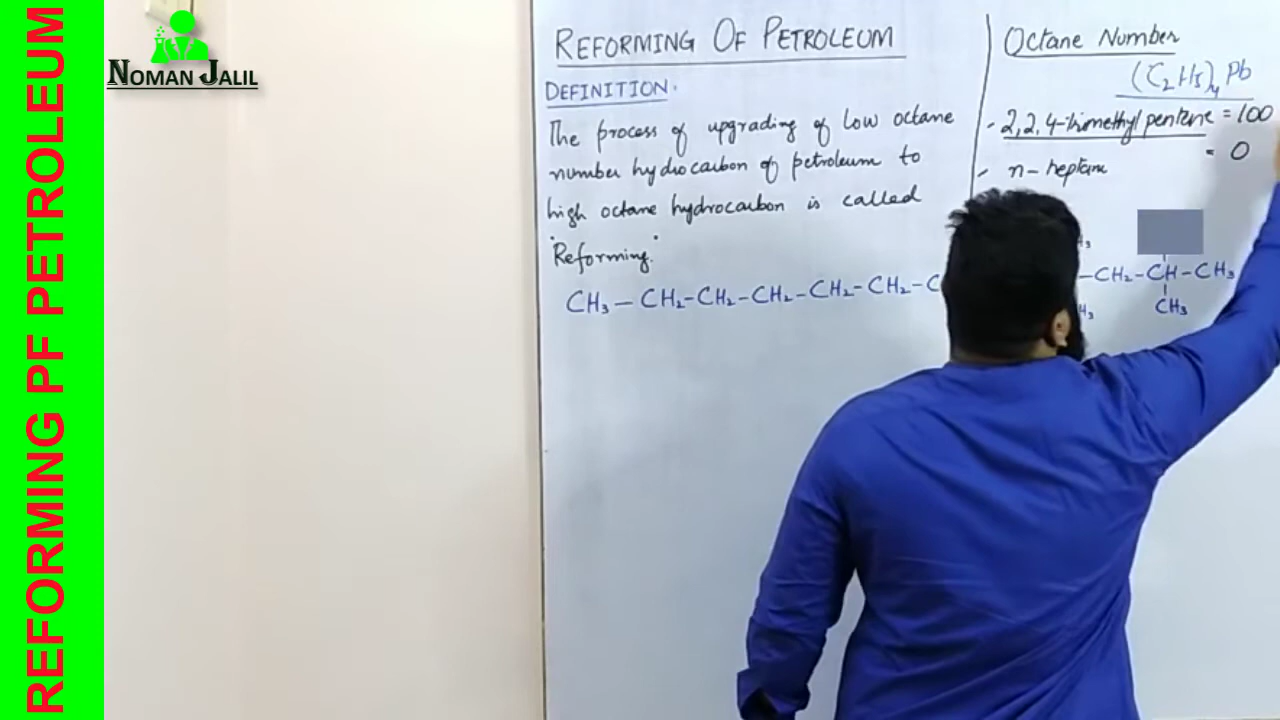 REFORMING PF PETROLEUM
NOMAN JALIL
REFORMING OF PETROLEUM
DEFINITION.
The process of upgrading of low octane
number hydrocarbon of petroleum to
high octane hydrocarbon is called
"Reforming."
CH₃ — CH₂-CH₂-CH₂-CH₂-CH₂-C
Octane Number
(C₂H₅)₄Pb
- 2,2,4-trimethyl pentane = 100
- n-heptane = 0
-CH₂-CH-CH₃
CH₃